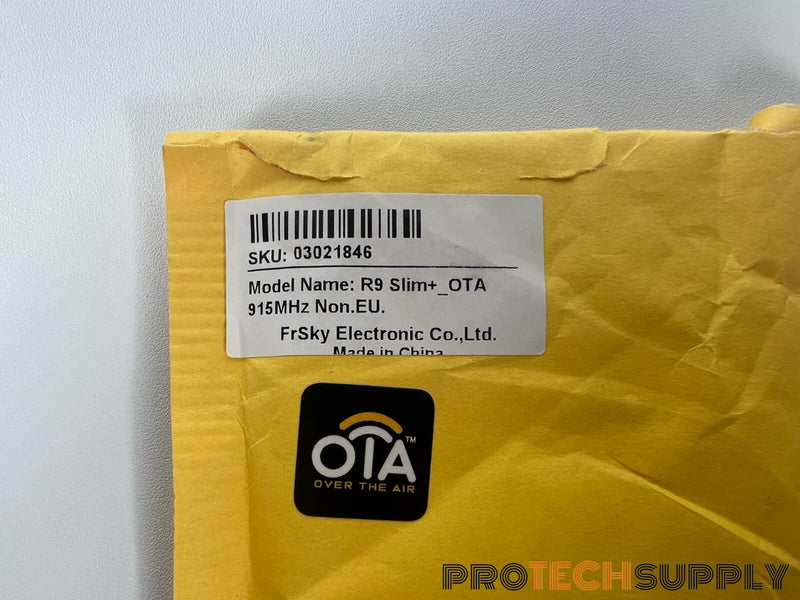 SKU: 03021846
Model Name: R9 Slim+_OTA
915MHz Non.EU.
FrSky Electronic Co.,Ltd.
Made in China
OTA™
OVER THE AIR
PROTECHSUPPLY